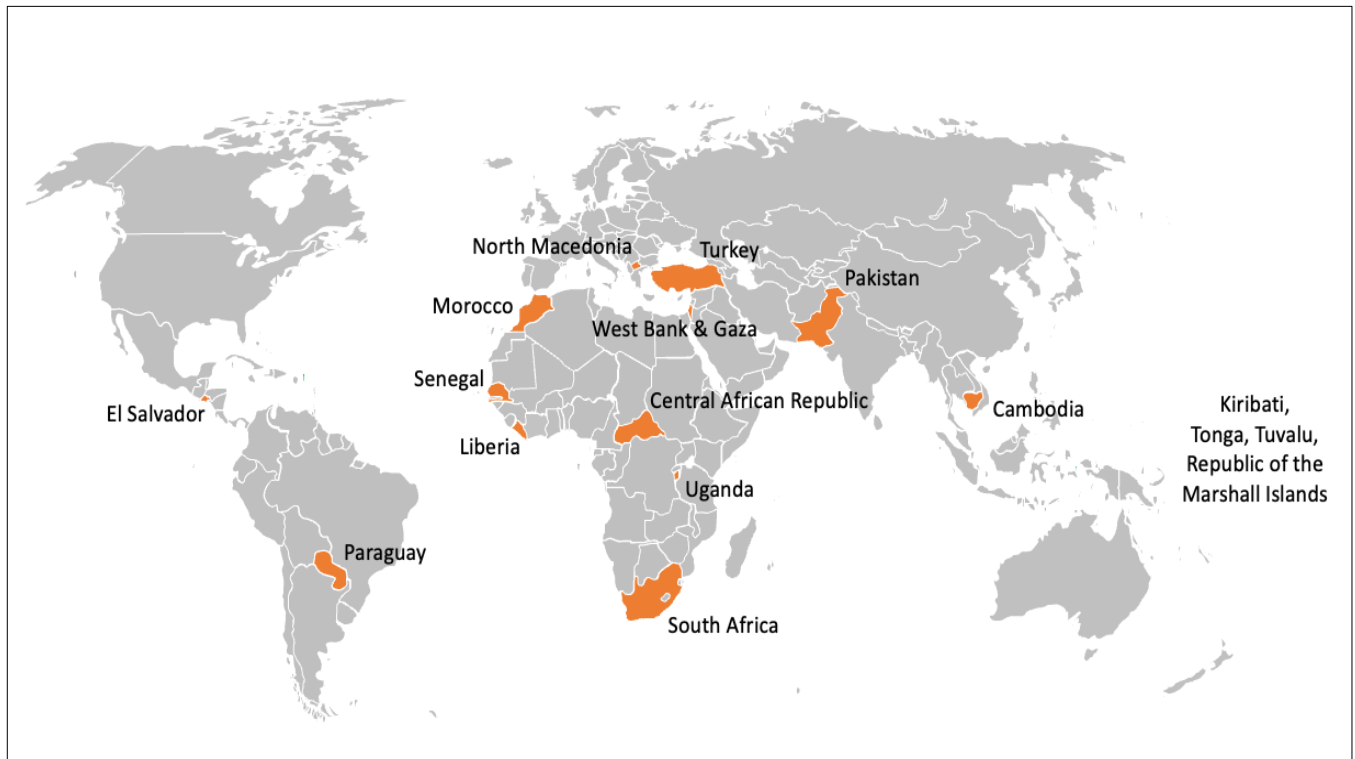 North Macedonia
Turkey
Pakistan
Morocco
West Bank & Gaza
Senegal
Central African Republic
El Salvador
Cambodia
Liberia
Kiribati,
Tonga, Tuvalu,
Republic of the
Marshall Islands
Uganda
Paraguay
South Africa